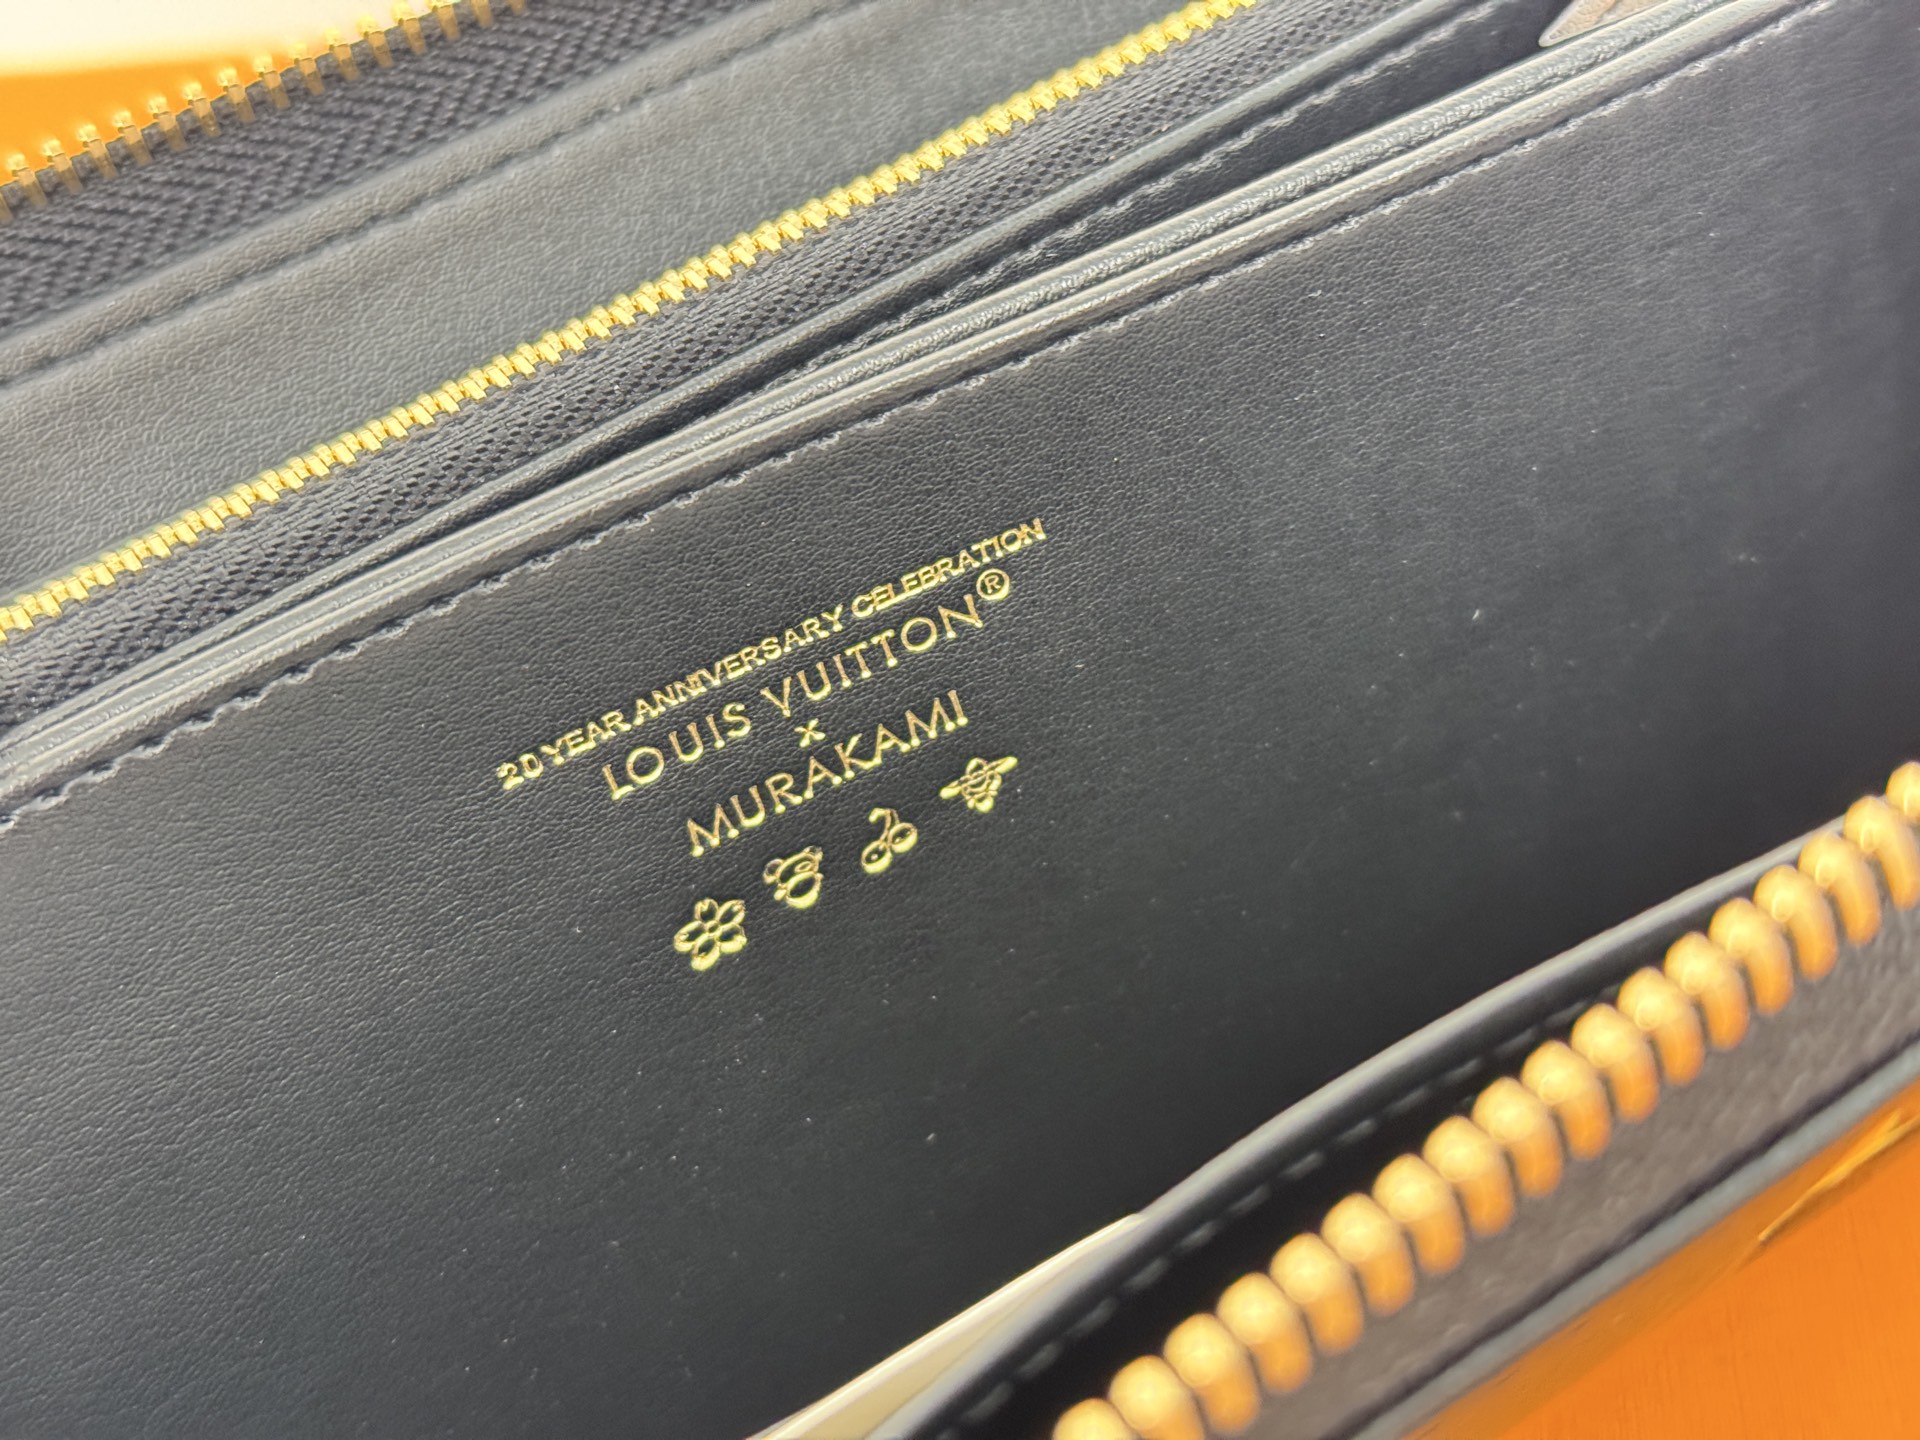 20 YEAR ANNIVERSARY CELEBRATION
LOUIS VUITTON®
x
MURAKAMI